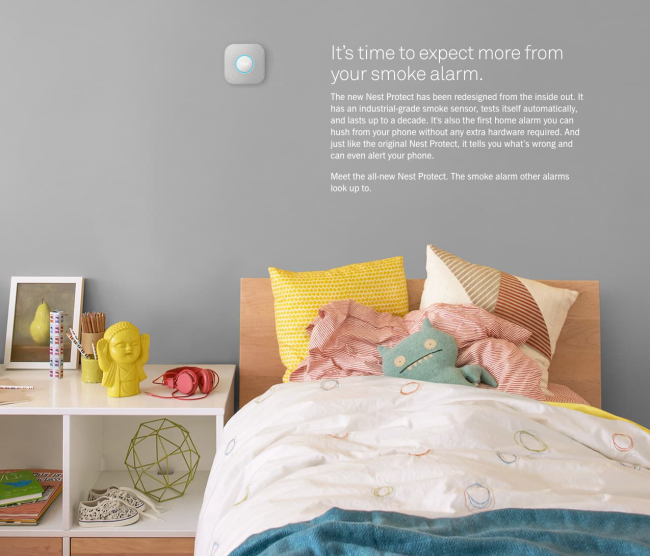 It's time to expect more from
your smoke alarm.
The new Nest Protect has been redesigned from the inside out. It
has an industrial-grade smoke sensor, tests itself automatically,
and lasts up to a decade. It's also the first home alarm you can
hush from your phone without any extra hardware required. And
just like the original Nest Protect, it tells you what's wrong and
can even alert your phone.
Meet the all-new Nest Protect. The smoke alarm other alarms
look up to.